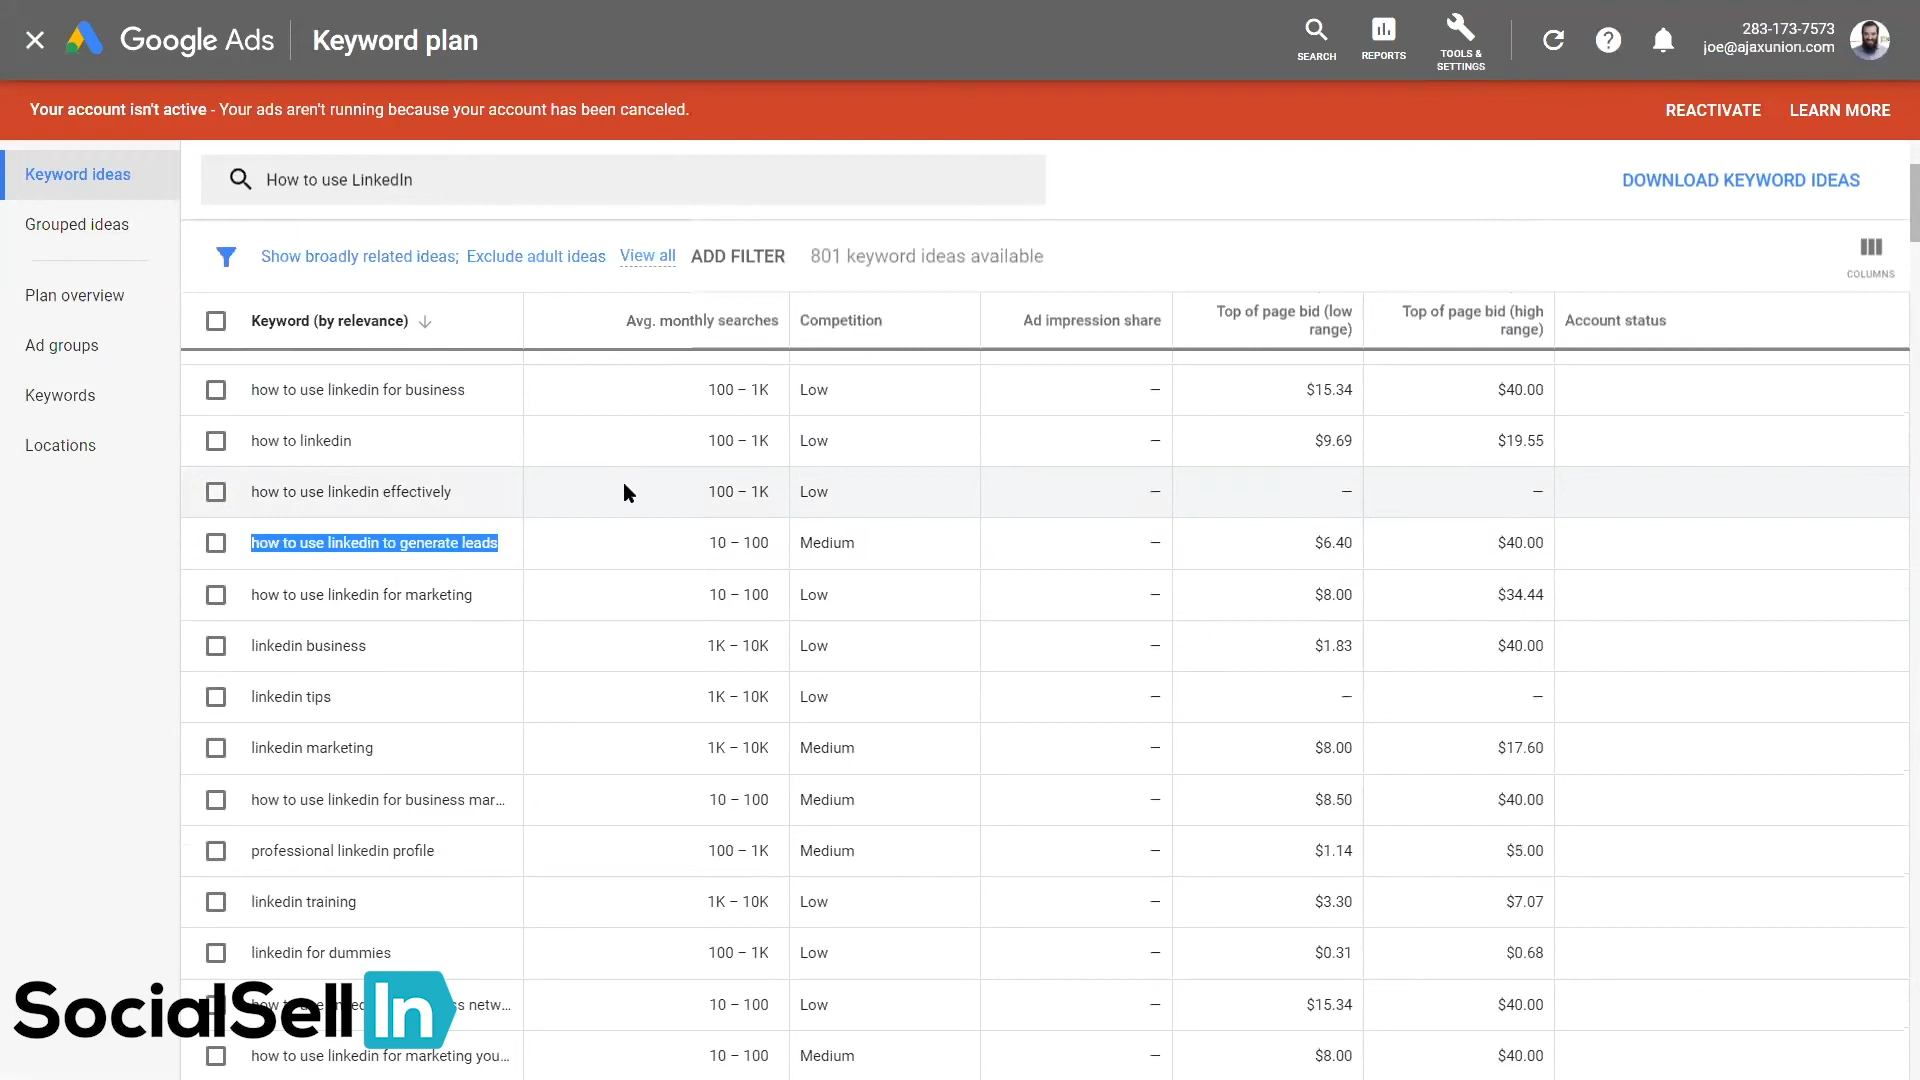 Google Ads
Keyword plan
SEARCH
REPORTS
TOOLS &
SETTINGS
283-173-7573
joe@ajaxunion.com
Your account isn't active - Your ads aren't running because your account has been canceled.
REACTIVATE
LEARN MORE
Keyword ideas
Grouped ideas
Plan overview
Ad groups
Keywords
Locations
How to use LinkedIn
DOWNLOAD KEYWORD IDEAS
Show broadly related ideas; Exclude adult ideas View all ADD FILTER 801 keyword ideas available
COLUMNS
Keyword (by relevance) Avg. monthly searches Competition Ad impression share Top of page bid (low range) Top of page bid (high range) Account status
how to use linkedin for business 100 – 1K Low — $15.34 $40.00
how to linkedin 100 – 1K Low — $9.69 $19.55
how to use linkedin effectively 100 – 1K Low — — —
how to use linkedin to generate leads 10 – 100 Medium — $6.40 $40.00
how to use linkedin for marketing 10 – 100 Low — $8.00 $34.44
linkedin business 1K – 10K Low — $1.83 $40.00
linkedin tips 1K – 10K Low — — —
linkedin marketing 1K – 10K Medium — $8.00 $17.60
how to use linkedin for business mar... 10 – 100 Medium — $8.50 $40.00
professional linkedin profile 100 – 1K Medium — $1.14 $5.00
linkedin training 1K – 10K Low — $3.30 $7.07
linkedin for dummies 100 – 1K Low — $0.31 $0.68
netw... 10 – 100 Low — $15.34 $40.00
how to use linkedin for marketing you... 10 – 100 Medium — $8.00 $40.00
SocialSell In